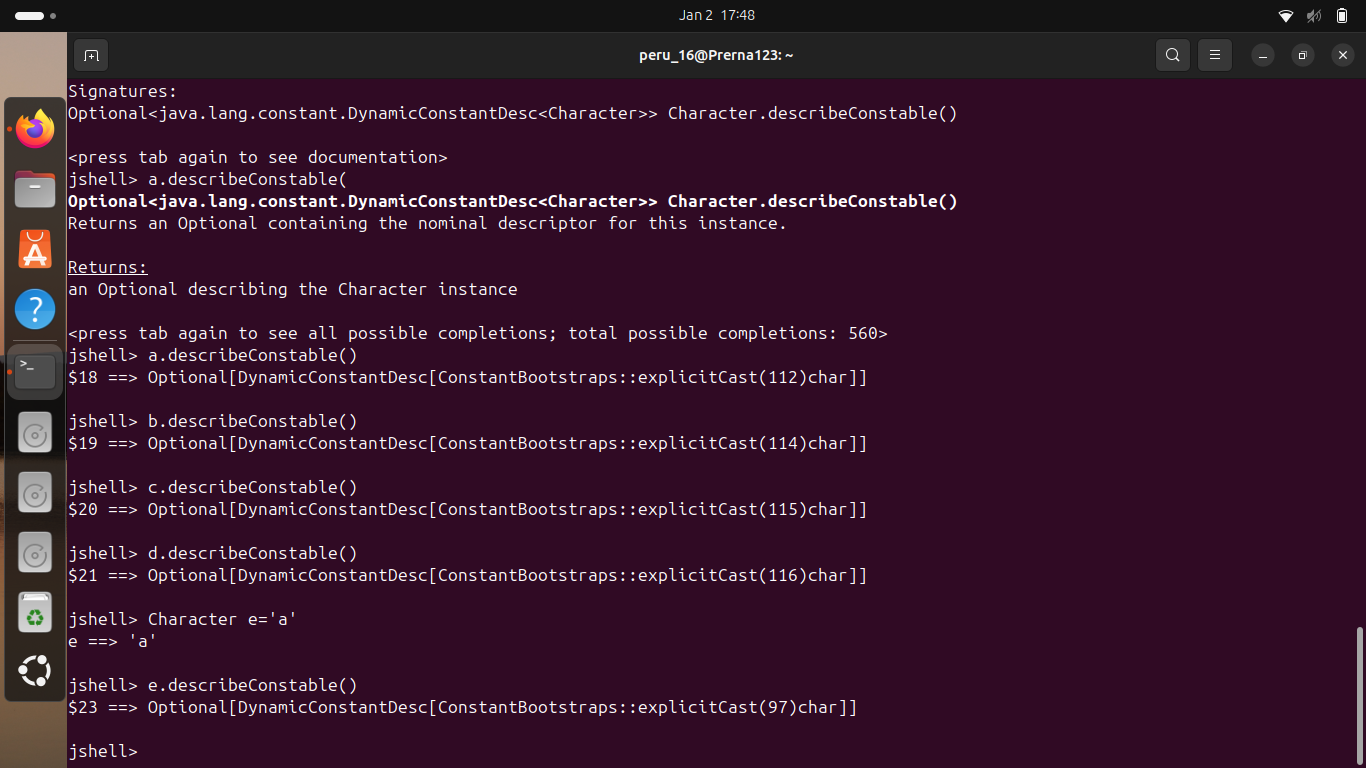 Jan 2 17:48
peru_16@Prerna123: ~
Signatures:
Optional<java.lang.constant.DynamicConstantDesc<Character>> Character.describeConstable()
<press tab again to see documentation>
jshell> a.describeConstable(
Optional<java.lang.constant.DynamicConstantDesc<Character>> Character.describeConstable()
Returns an Optional containing the nominal descriptor for this instance.
Returns:
an Optional describing the Character instance
<press tab again to see all possible completions; total possible completions: 560>
jshell> a.describeConstable()
$18 ==> Optional[DynamicConstantDesc[ConstantBootstraps::explicitCast(112)char]]
jshell> b.describeConstable()
$19 ==> Optional[DynamicConstantDesc[ConstantBootstraps::explicitCast(114)char]]
jshell> c.describeConstable()
$20 ==> Optional[DynamicConstantDesc[ConstantBootstraps::explicitCast(115)char]]
jshell> d.describeConstable()
$21 ==> Optional[DynamicConstantDesc[ConstantBootstraps::explicitCast(116)char]]
jshell> Character e='a'
e ==> 'a'
jshell> e.describeConstable()
$23 ==> Optional[DynamicConstantDesc[ConstantBootstraps::explicitCast(97)char]]
jshell>